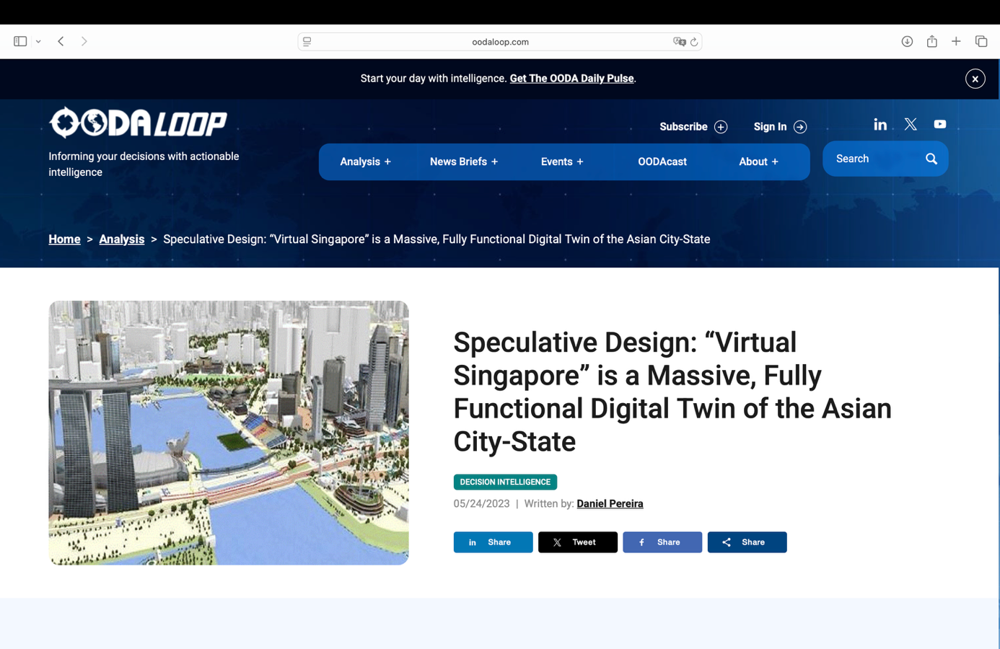 oodaloop.com
Start your day with intelligence. Get The OODA Daily Pulse.
OODA LOOP
Informing your decisions with actionable
intelligence
Subscribe
Sign In
in
Analysis +
News Briefs +
Events +
OODAcast
About +
Search
Home > Analysis > Speculative Design: “Virtual Singapore” is a Massive, Fully Functional Digital Twin of the Asian City-State
Speculative Design: “Virtual
Singapore” is a Massive, Fully
Functional Digital Twin of the Asian
City-State
DECISION INTELLIGENCE
05/24/2023 | Written by: Daniel Pereira
in Share
Tweet
f Share
Share